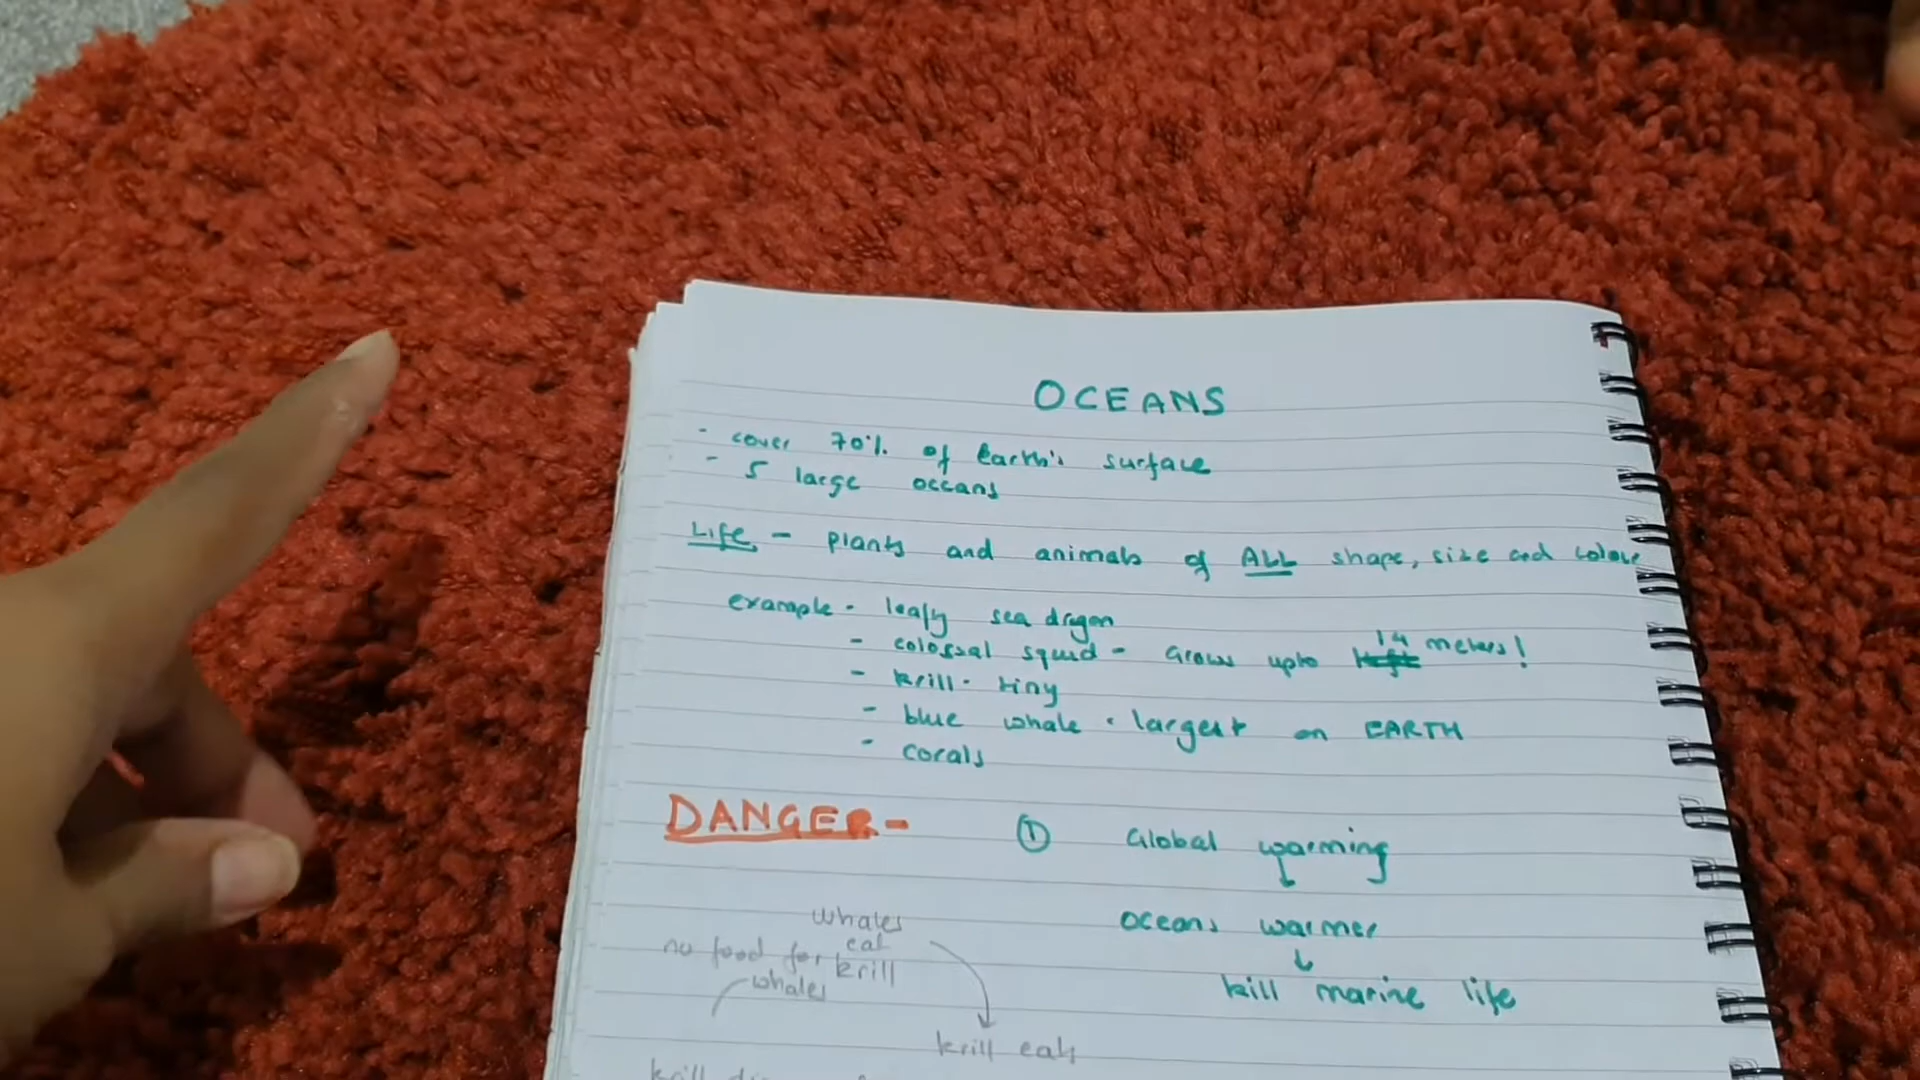 OCEANS
- cover 70% of Earth's surface
- 5 large oceans
Life - plants and animals of ALL shape, size and colour
example - leafy sea dragon
- colossal squid - Grows upto 14 meters!
- krill - tiny
- blue whale - largest on EARTH
- corals
DANGER - ① Global warming
oceans warmer
kill marine life
whales eat krill
no food for whales
krill eats
krill